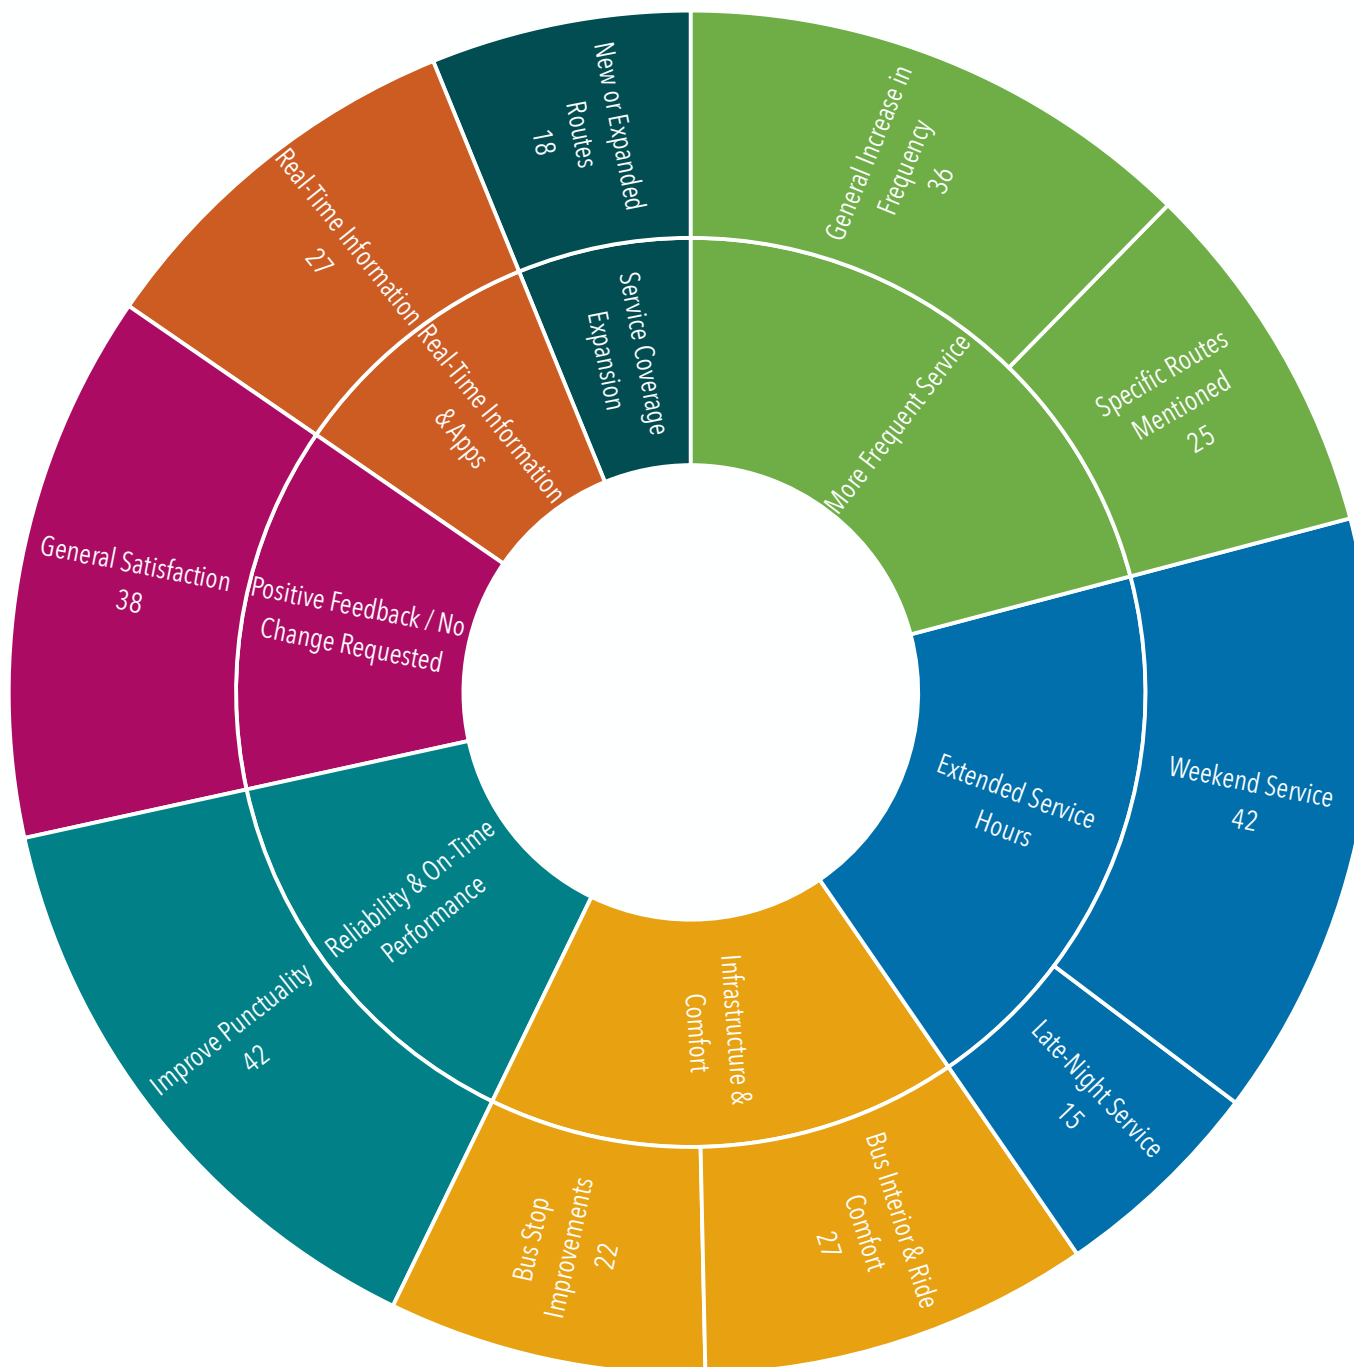 General Increase in
Frequency
36
Specific Routes
Mentioned
25
More Frequent Service
Weekend Service
42
Late-Night Service
15
Extended Service
Hours
Bus Interior & Ride
Comfort
27
Bus Stop
Improvements
22
Infrastructure &
Comfort
Improve Punctuality
42
Reliability & On-Time
Performance
General Satisfaction
38
Positive Feedback / No
Change Requested
Real-Time Information
27
Real-Time Information
& Apps
New or Expanded
Routes
18
Service Coverage
Expansion